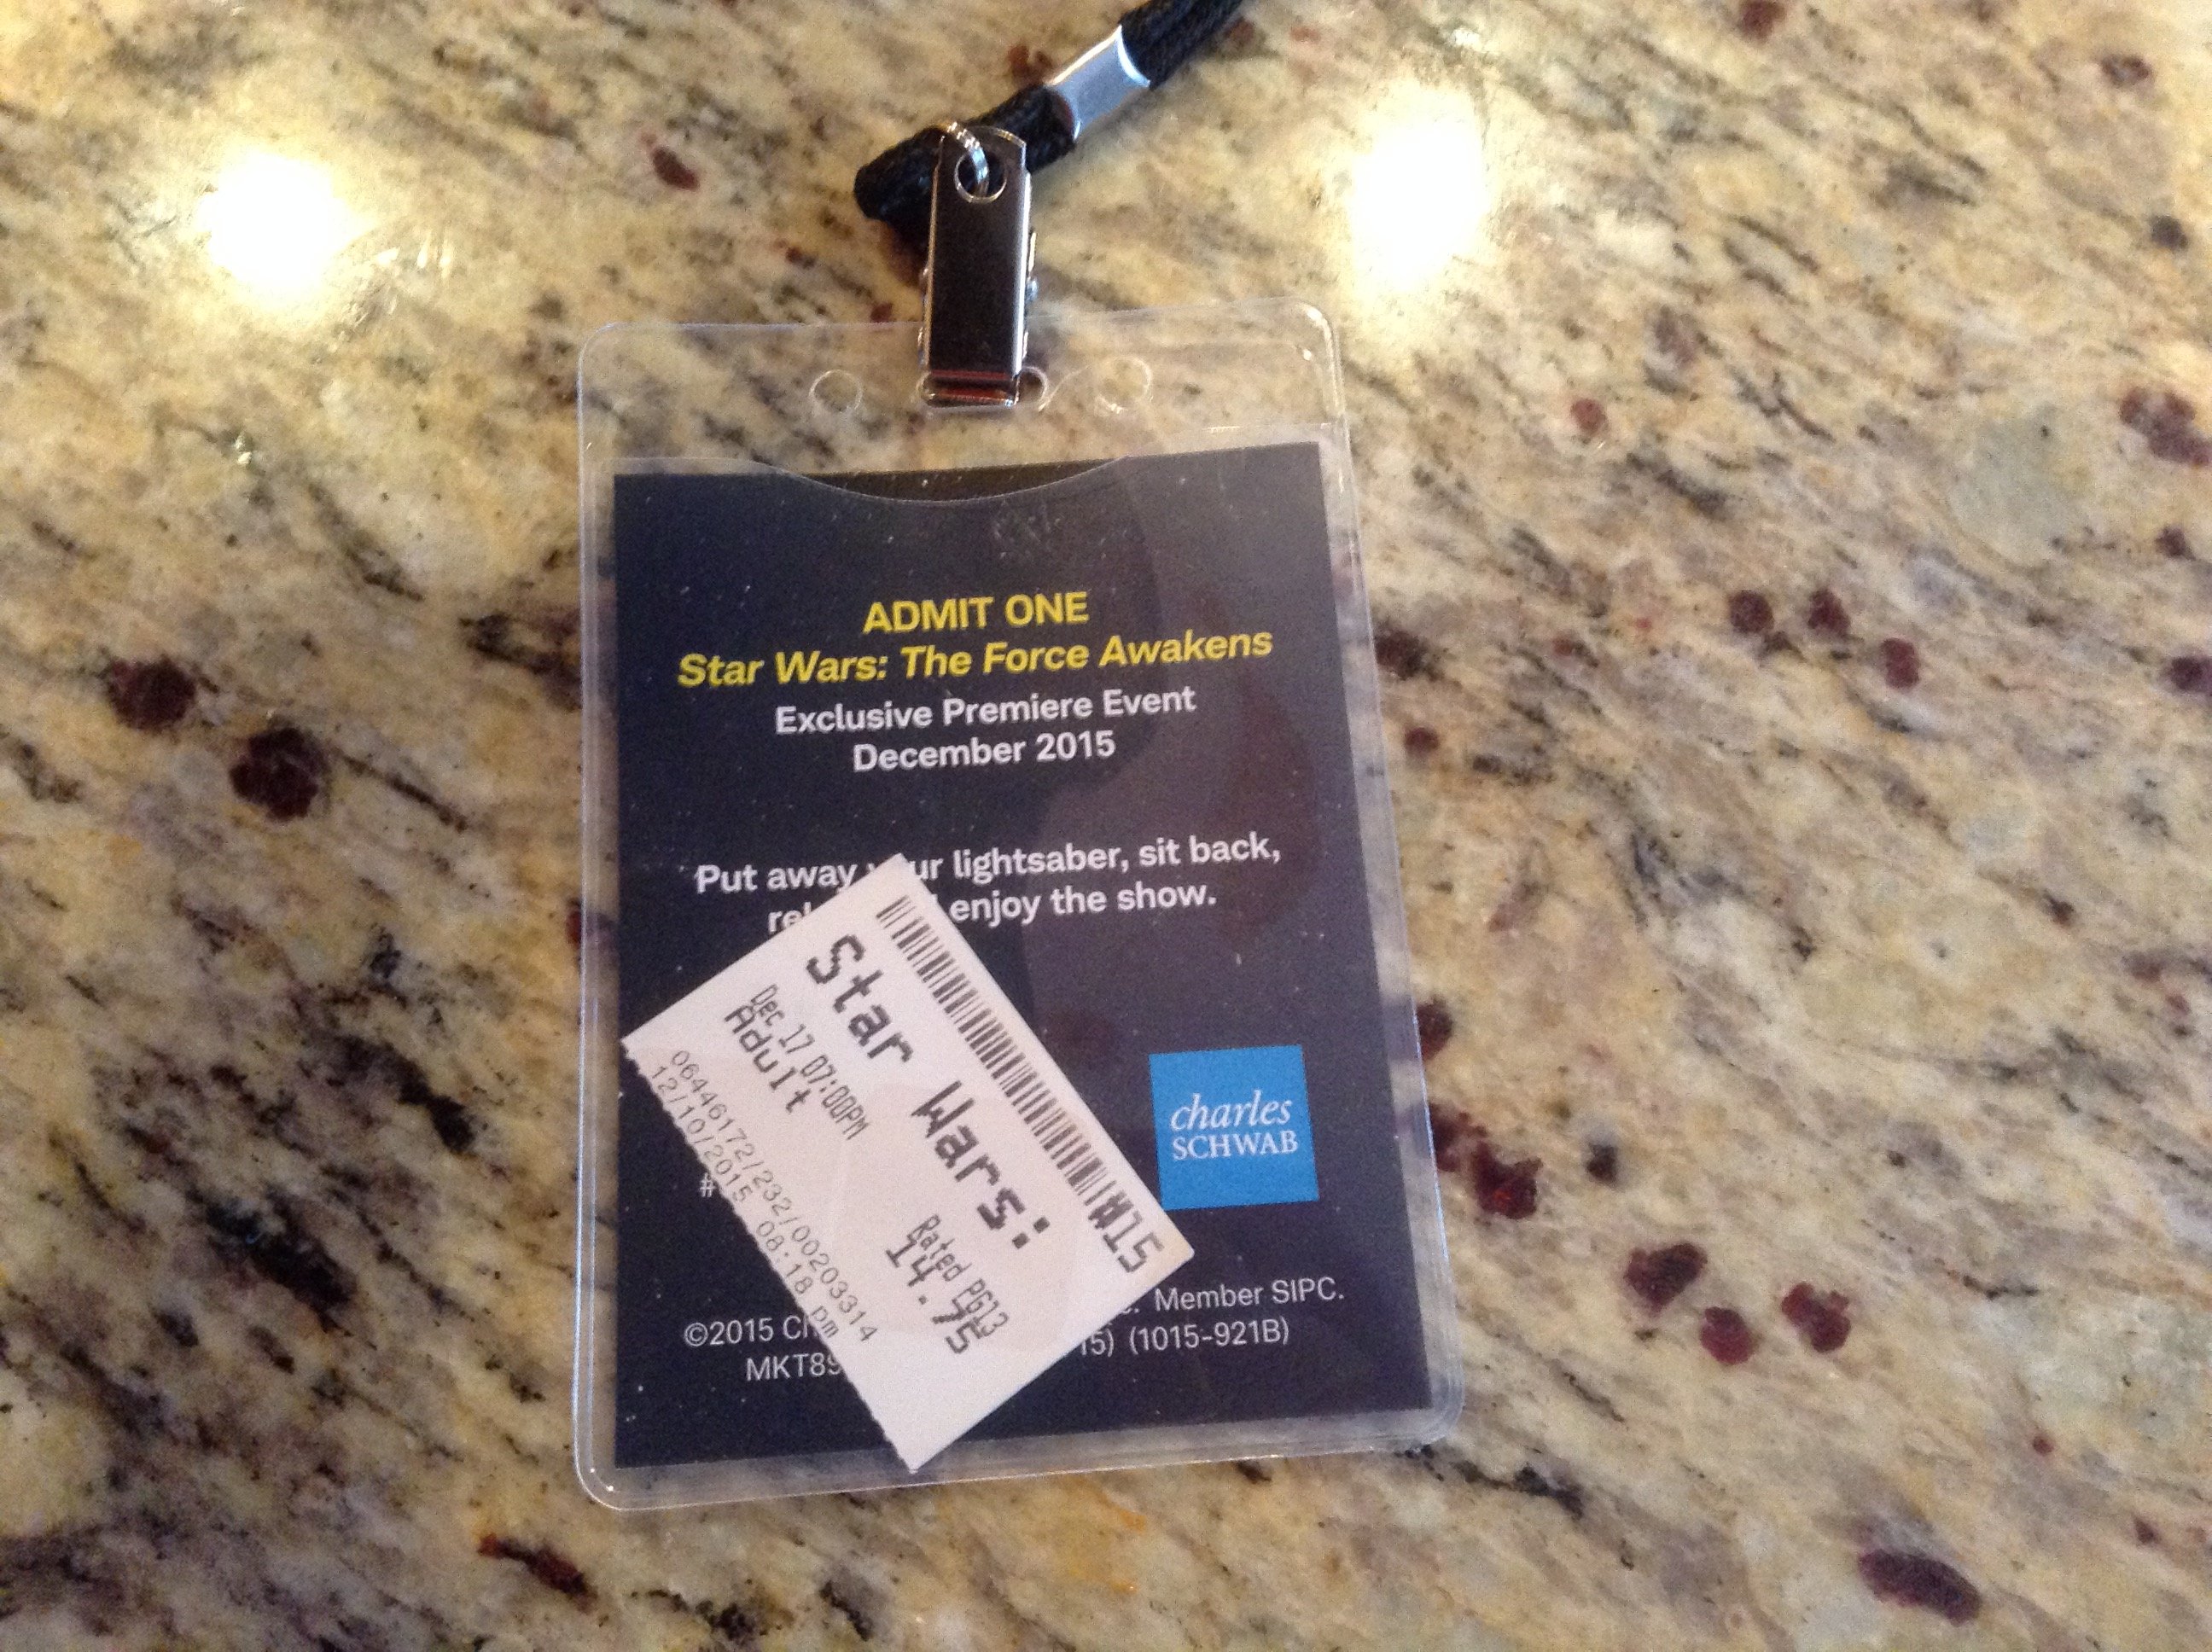 ADMIT ONE
Star Wars: The Force Awakens
Exclusive Premiere Event
December 2015
Put away lightsaber, sit back,
enjoy the show.
charles
SCHWAB
Member SIPC.
©2015
(1015-921B)
#15
Star Wars:
Dec 17 07:00PM
Rated PG13
Adult
14.75
06446172/232/00203314
12/10/2015 08:18 pm